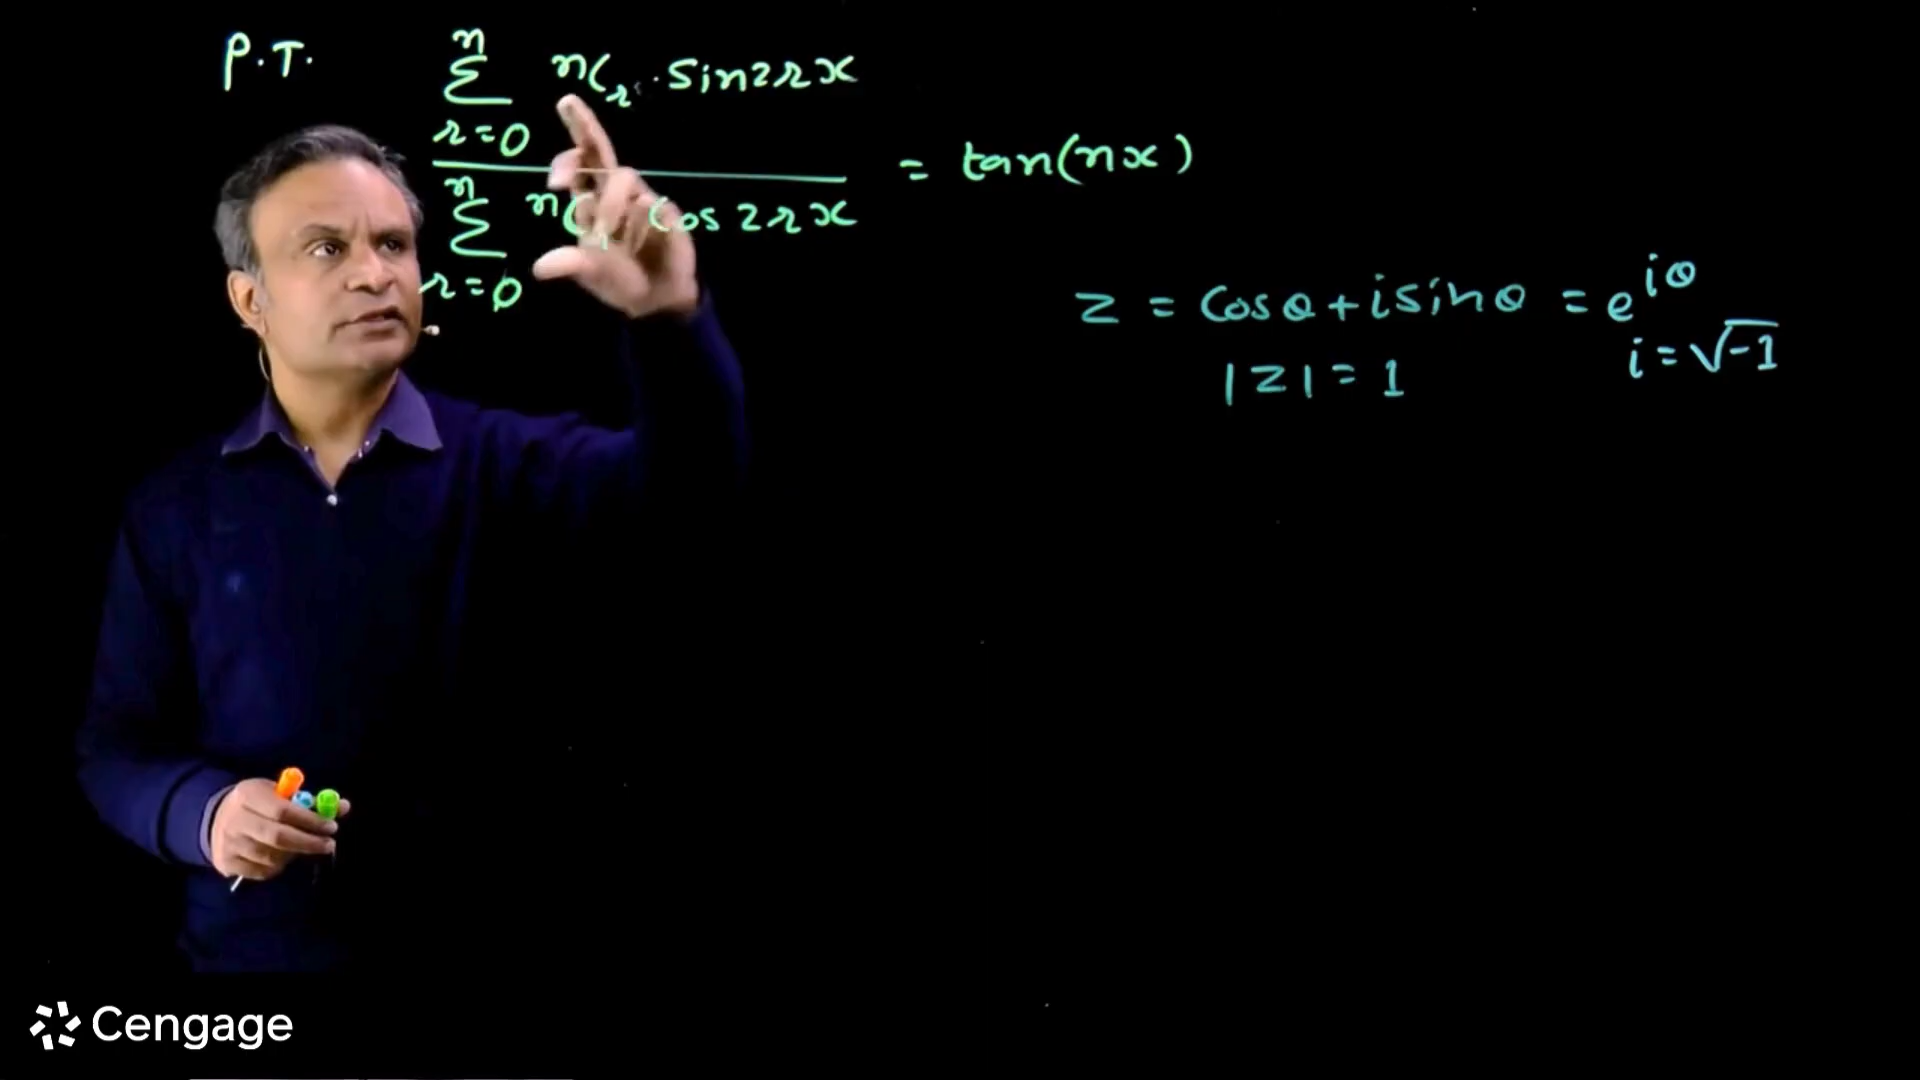 P.T.
n
Σ nCr · sin2rx
r=0
= tan(nx)
n
Σ nCr cos2rx
r=0
z = cosθ + isinθ = e^iθ
i = √-1
|z| = 1
Cengage